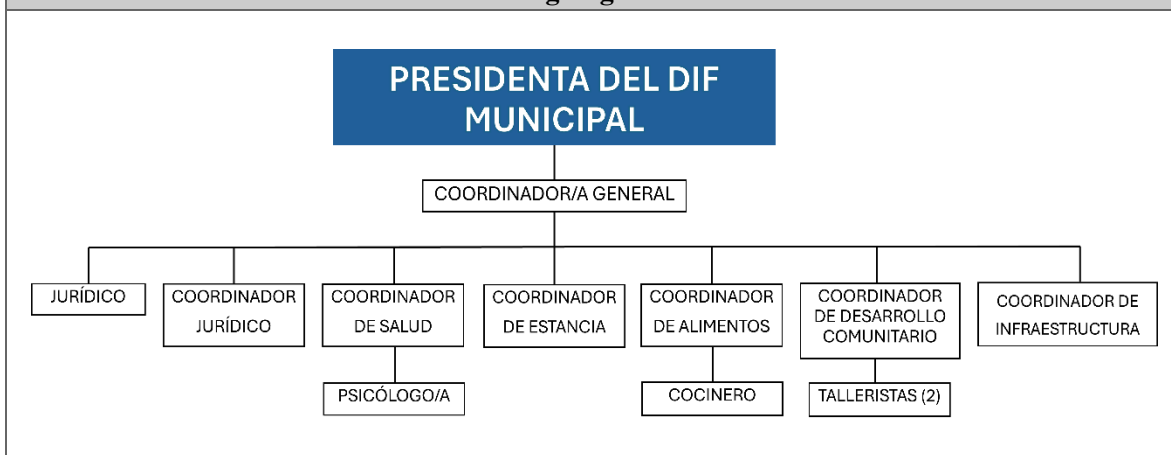 PRESIDENTA DEL DIF
MUNICIPAL
COORDINADOR/A GENERAL
JURÍDICO
COORDINADOR
JURÍDICO
COORDINADOR
DE SALUD
COORDINADOR
DE ESTANCIA
COORDINADOR
DE ALIMENTOS
COORDINADOR
DE DESARROLLO
COMUNITARIO
COORDINADOR DE
INFRAESTRUCTURA
PSICÓLOGO/A
COCINERO
TALLERISTAS (2)